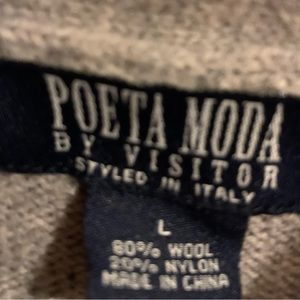 POETA MODA
BY VISITOR
STYLED IN ITALY
L
80% WOOL
20% NYLON
MADE IN CHINA